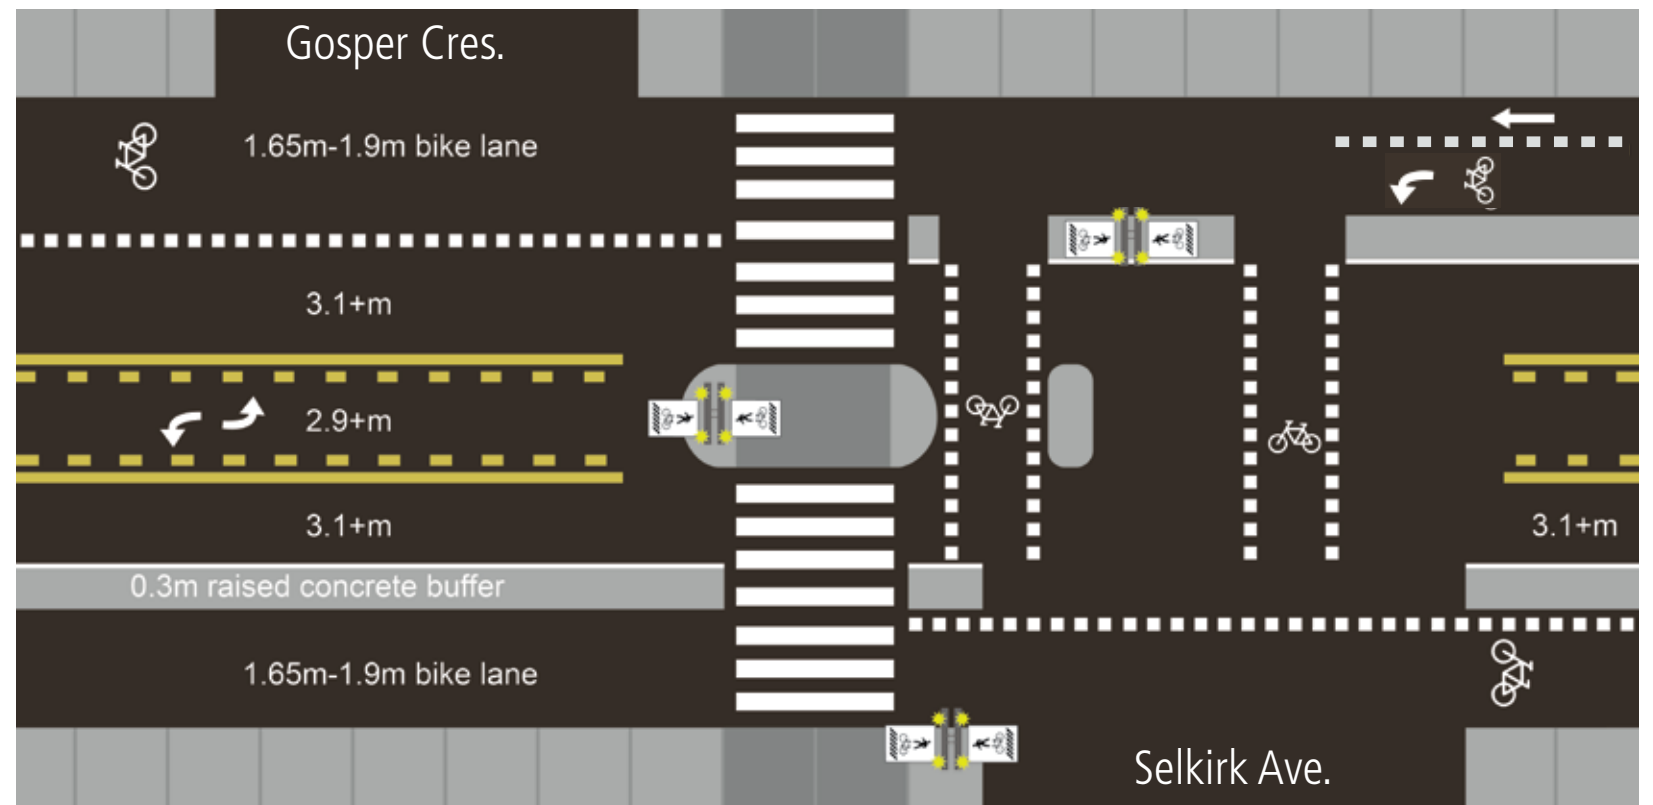 Gosper Cres.
1.65m-1.9m bike lane
3.1+m
2.9+m
3.1+m
3.1+m
0.3m raised concrete buffer
1.65m-1.9m bike lane
Selkirk Ave.